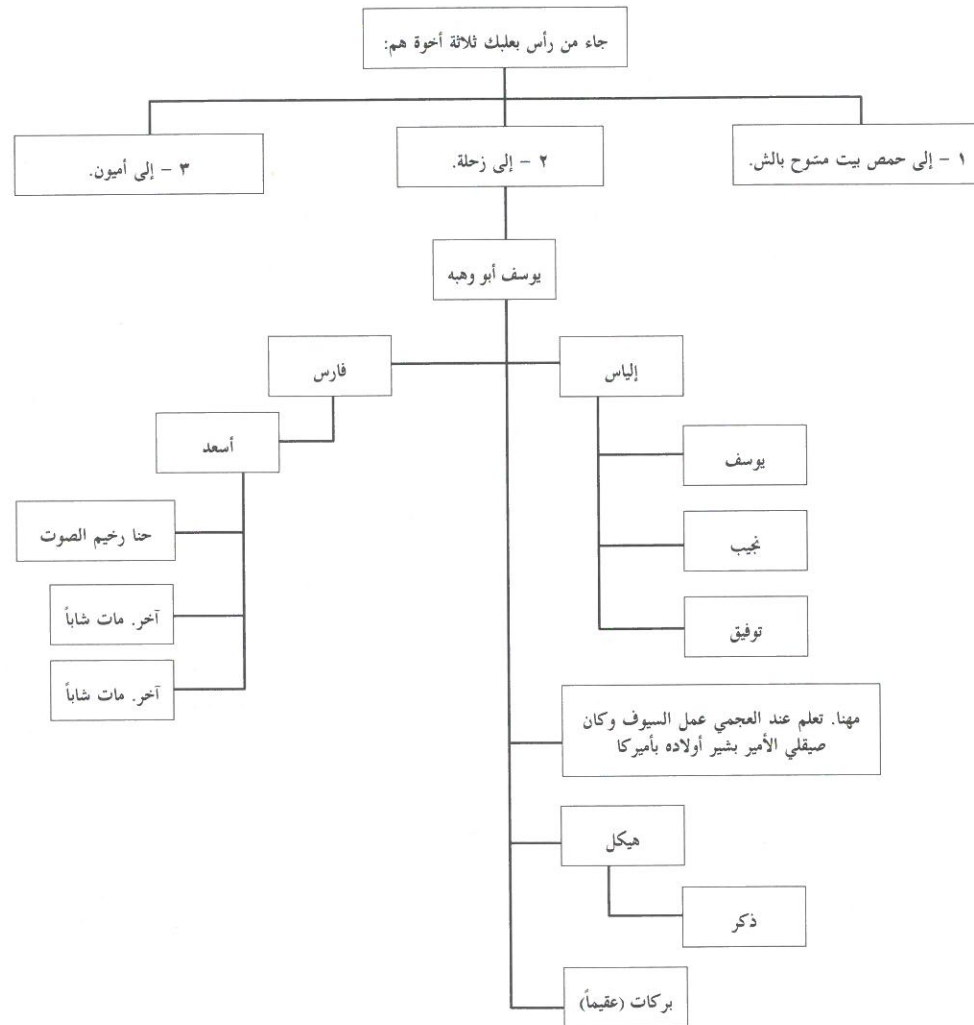 جاء من رأس بعلبك ثلاثة أخوة هم:
١ - إلى حمص بيت مسّوح بالش.
٢ - إلى زحلة.
٣ - إلى أميون.
يوسف أبو وهبه
إلياس
فارس
يوسف
نجيب
توفيق
أسعد
حنا رخيم الصوت
آخر. مات شاباً
آخر. مات شاباً
مهنا. تعلم عند العجمي عمل السيوف وكان
صيقلي الأمير بشير أولاده بأميركا
هيكل
ذكر
بركات (عقيماً)